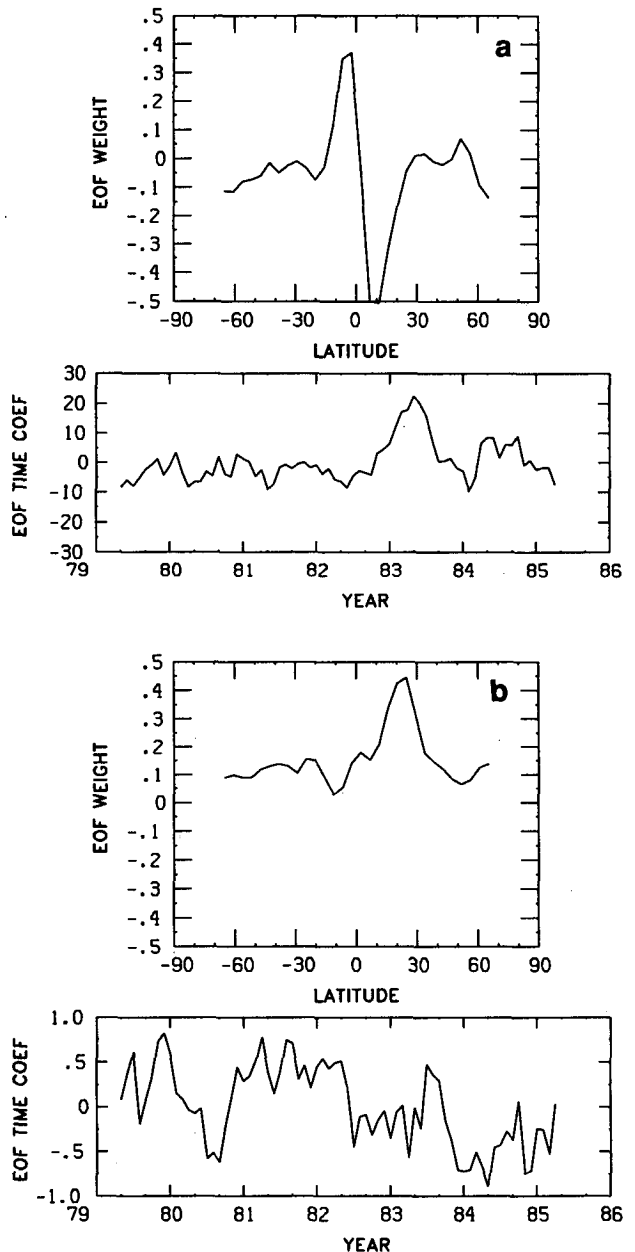 a
.5
.4
.3
.2
.1
0
-.1
-.2
-.3
-.4
-.5
EOF WEIGHT
-90 -60 -30 0 30 60 90
LATITUDE
30
20
10
0
-10
-20
-30
EOF TIME COEF
79 80 81 82 83 84 85 86
YEAR
b
.5
.4
.3
.2
.1
0
-.1
-.2
-.3
-.4
-.5
EOF WEIGHT
-90 -60 -30 0 30 60 90
LATITUDE
1.0
.5
0
-.5
-1.0
EOF TIME COEF
79 80 81 82 83 84 85 86
YEAR